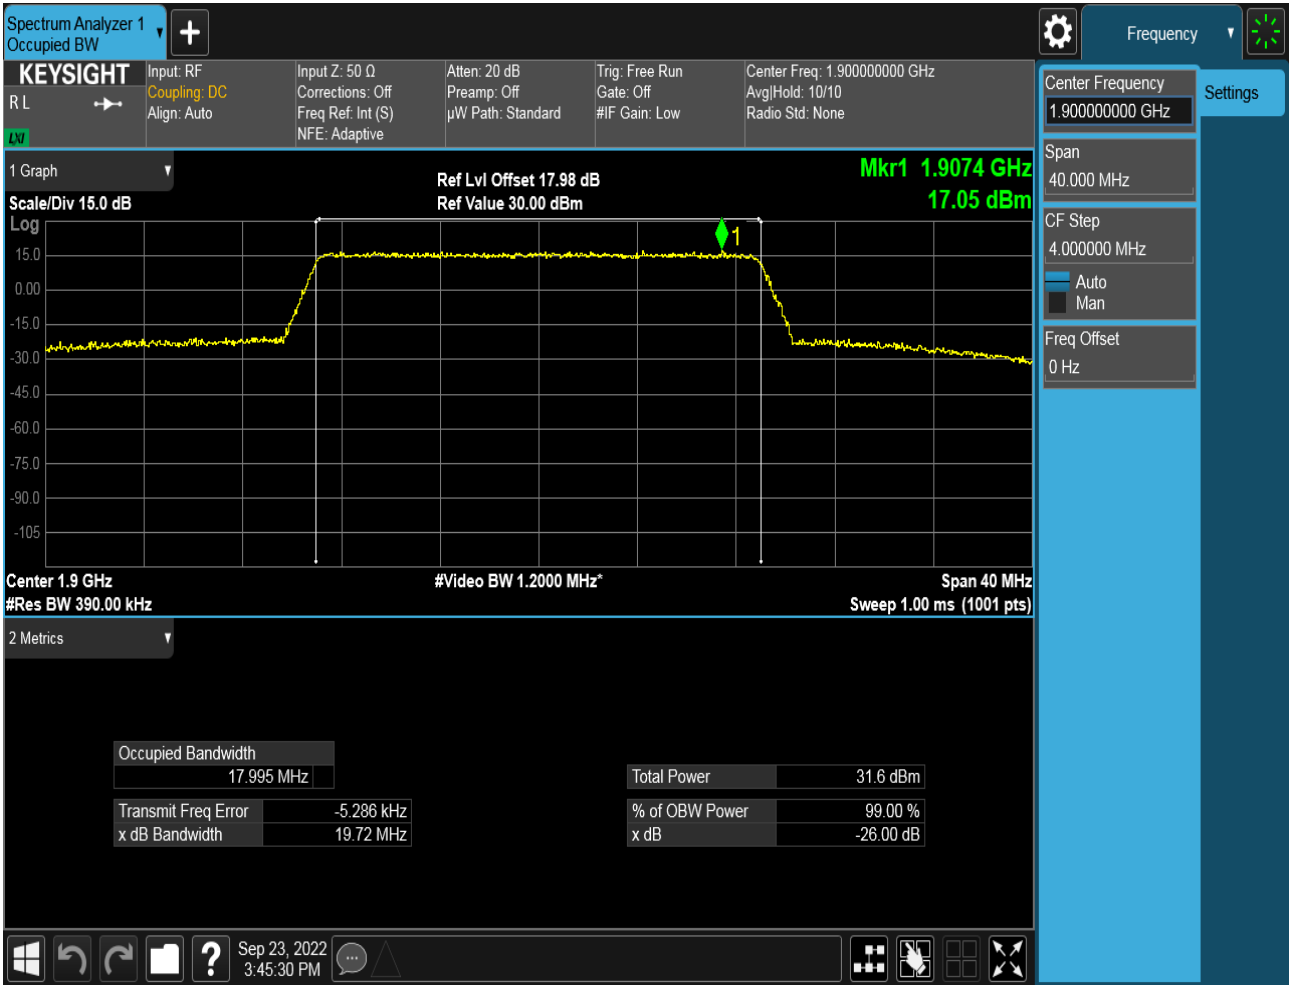 Spectrum Analyzer 1
Occupied BW
Frequency
KEYSIGHT
R L
LXI
Input: RF
Coupling: DC
Align: Auto
Input Z: 50 Ω
Corrections: Off
Freq Ref: Int (S)
NFE: Adaptive
Atten: 20 dB
Preamp: Off
µW Path: Standard
Trig: Free Run
Gate: Off
#IF Gain: Low
Center Freq: 1.900000000 GHz
Avg|Hold: 10/10
Radio Std: None
Center Frequency
1.900000000 GHz
Settings
Span
40.000 MHz
CF Step
4.000000 MHz
Auto
Man
Freq Offset
0 Hz
1 Graph
Scale/Div 15.0 dB
Log
Ref Lvl Offset 17.98 dB
Ref Value 30.00 dBm
Mkr1 1.9074 GHz
17.05 dBm
1
15.0
0.00
-15.0
-30.0
-45.0
-60.0
-75.0
-90.0
-105
Center 1.9 GHz
#Video BW 1.2000 MHz*
Span 40 MHz
#Res BW 390.00 kHz
Sweep 1.00 ms (1001 pts)
2 Metrics
Occupied Bandwidth
17.995 MHz
Total Power 31.6 dBm
Transmit Freq Error -5.286 kHz
% of OBW Power 99.00 %
x dB Bandwidth 19.72 MHz
x dB -26.00 dB
?
Sep 23, 2022
3:45:30 PM